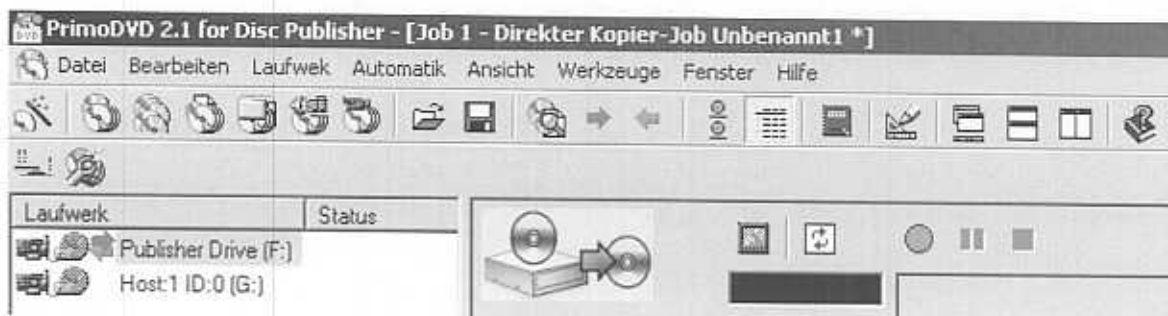 PrimoDVD 2.1 for Disc Publisher - [Job 1 - Direkter Kopier-Job Unbenannt1 *]
Datei Bearbeiten Laufwek Automatik Ansicht Werkzeuge Fenster Hilfe
Laufwerk Status
Publisher Drive (F:)
Host:1 ID:0 (G:)